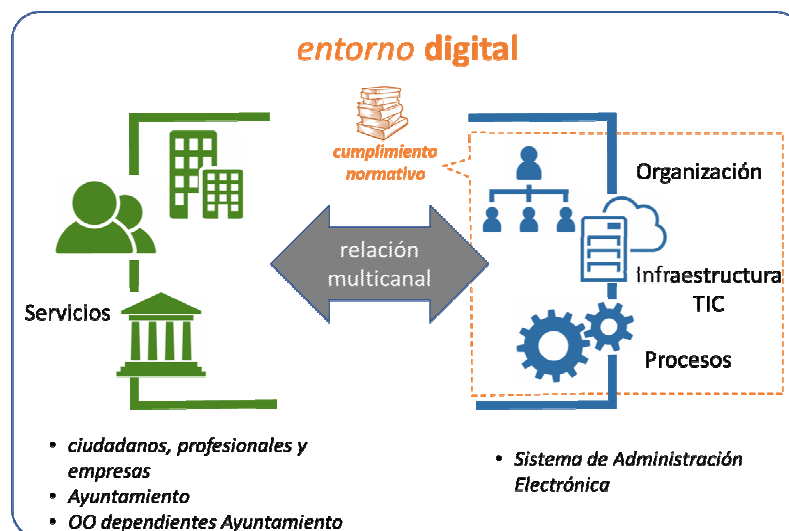 entorno digital
cumplimiento
normativo
Organización
relación
multicanal
Infraestructura
TIC
Servicios
Procesos
• ciudadanos, profesionales y
empresas
• Ayuntamiento
• OO dependientes Ayuntamiento
• Sistema de Administración
Electrónica